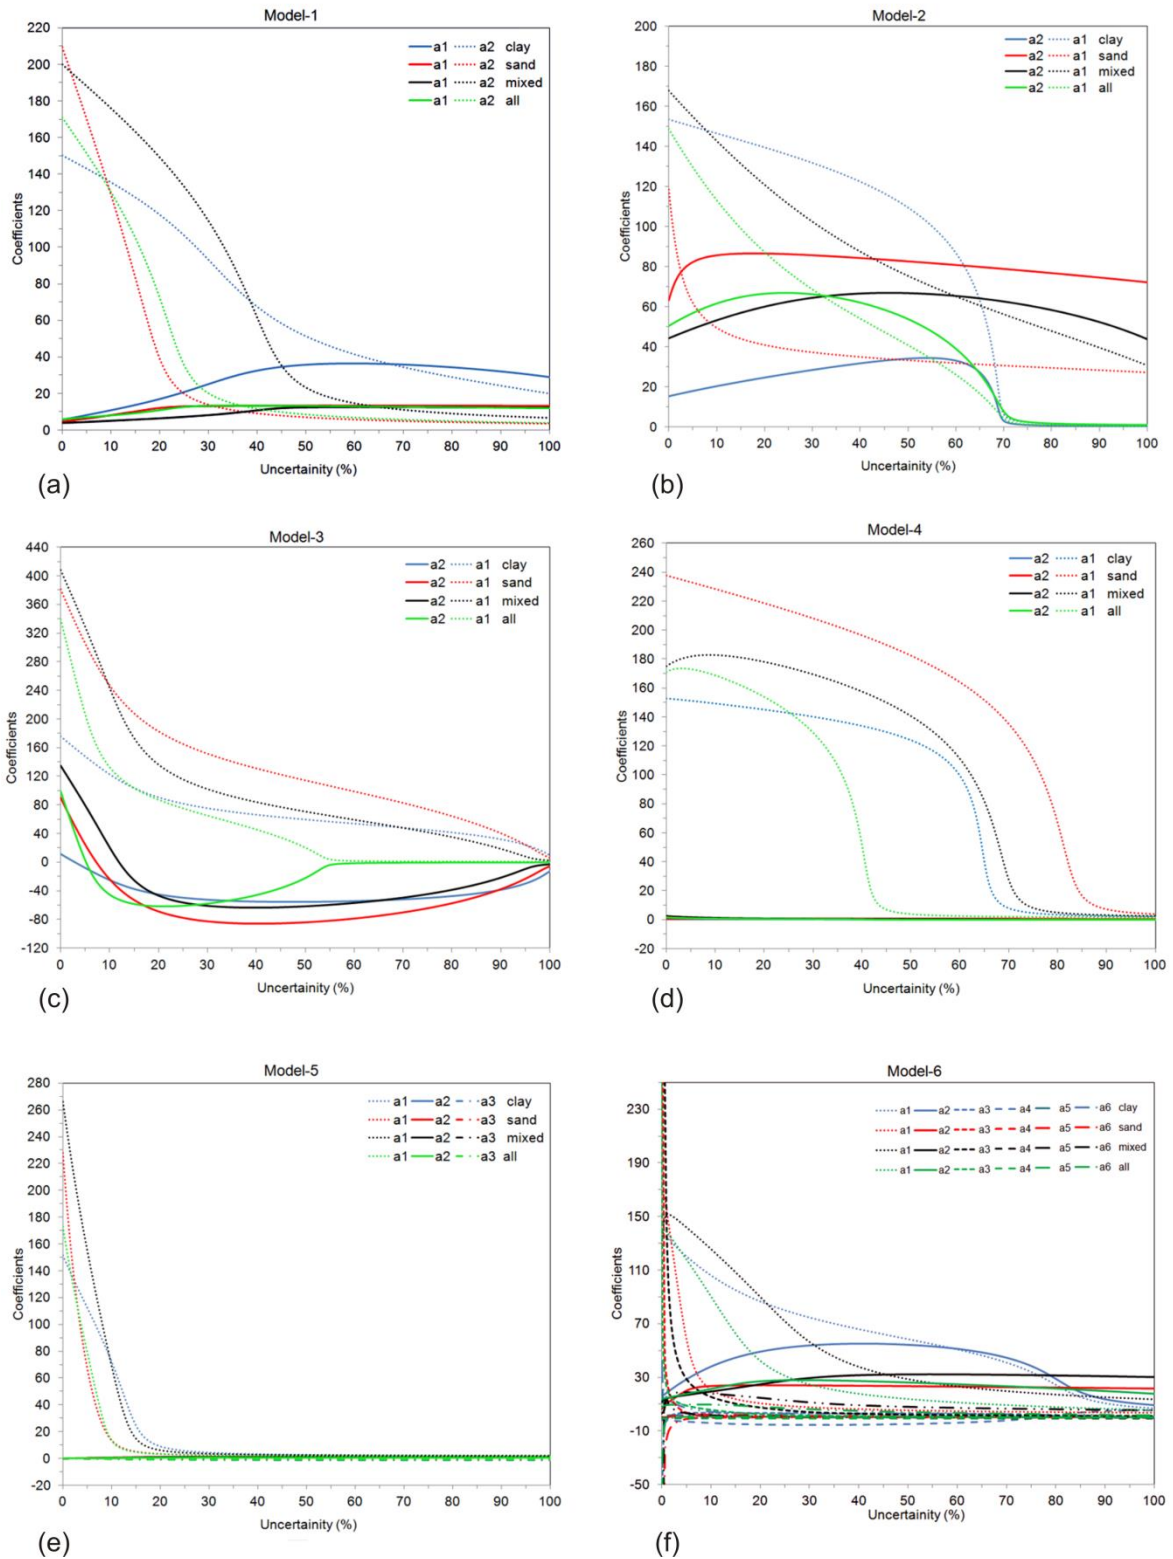 Model-1
220
200
180
160
140
120
100
80
60
40
20
0
Coefficients
a1 a2 clay
a1 a2 sand
a1 a2 mixed
a1 a2 all
0 10 20 30 40 50 60 70 80 90 100
Uncertainity (%)
(a)
Model-2
200
180
160
140
120
100
80
60
40
20
0
Coefficients
a2 a1 clay
a2 a1 sand
a2 a1 mixed
a2 a1 all
0 10 20 30 40 50 60 70 80 90 100
Uncertainity (%)
(b)
Model-3
440
400
360
320
280
240
200
160
120
80
40
0
-40
-80
-120
Coefficients
a2 a1 clay
a2 a1 sand
a2 a1 mixed
a2 a1 all
0 10 20 30 40 50 60 70 80 90 100
Uncertainity (%)
(c)
Model-4
260
240
220
200
180
160
140
120
100
80
60
40
20
0
-20
Coefficients
a2 a1 clay
a2 a1 sand
a2 a1 mixed
a2 a1 all
0 10 20 30 40 50 60 70 80 90 100
Uncertainity (%)
(d)
Model-5
280
260
240
220
200
180
160
140
120
100
80
60
40
20
0
-20
Coefficients
a1 a2 a3 clay
a1 a2 a3 sand
a1 a2 a3 mixed
a1 a2 a3 all
0 10 20 30 40 50 60 70 80 90 100
Uncertainity (%)
(e)
Model-6
230
190
150
110
70
30
-10
-50
Coefficients
a1 a2 a3 a4 a5 a6 clay
a1 a2 a3 a4 a5 a6 sand
a1 a2 a3 a4 a5 a6 mixed
a1 a2 a3 a4 a5 a6 all
0 10 20 30 40 50 60 70 80 90 100
Uncertainity (%)
(f)